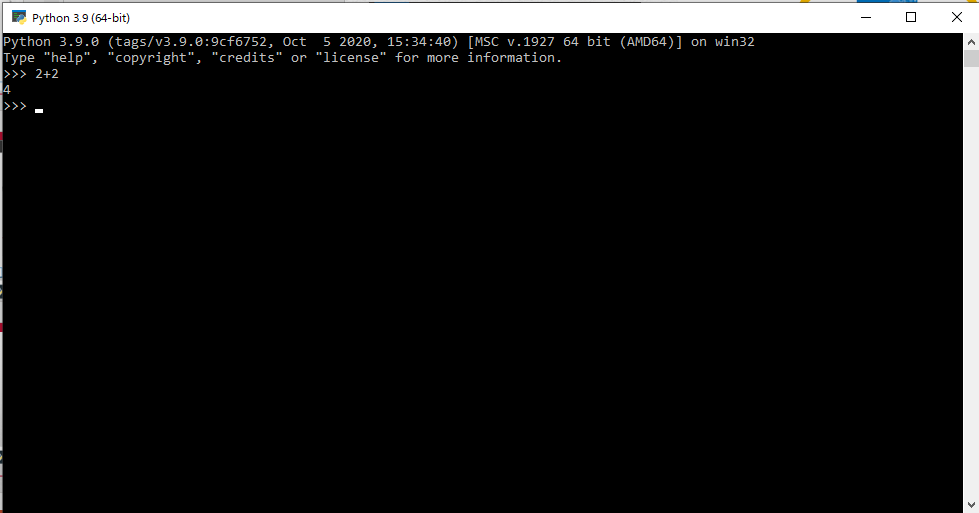 Python 3.9 (64-bit)
Python 3.9.0 (tags/v3.9.0:9cf6752, Oct  5 2020, 15:34:40) [MSC v.1927 64 bit (AMD64)] on win32
Type "help", "copyright", "credits" or "license" for more information.
>>> 2+2
4
>>>